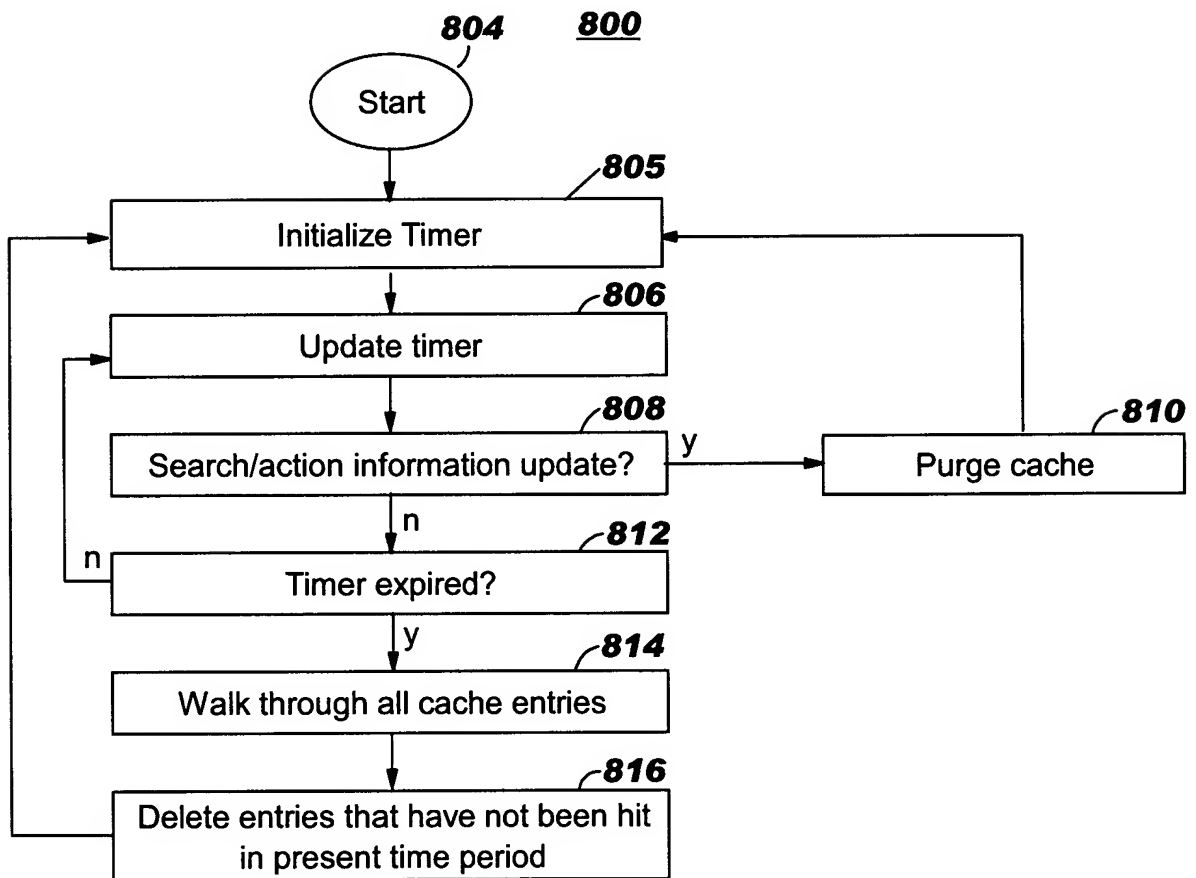 804 800
Start
805
Initialize Timer
806
Update timer
808
Search/action information update?
y
810
Purge cache
n
812
n
Timer expired?
y
814
Walk through all cache entries
816
Delete entries that have not been hit
in present time period